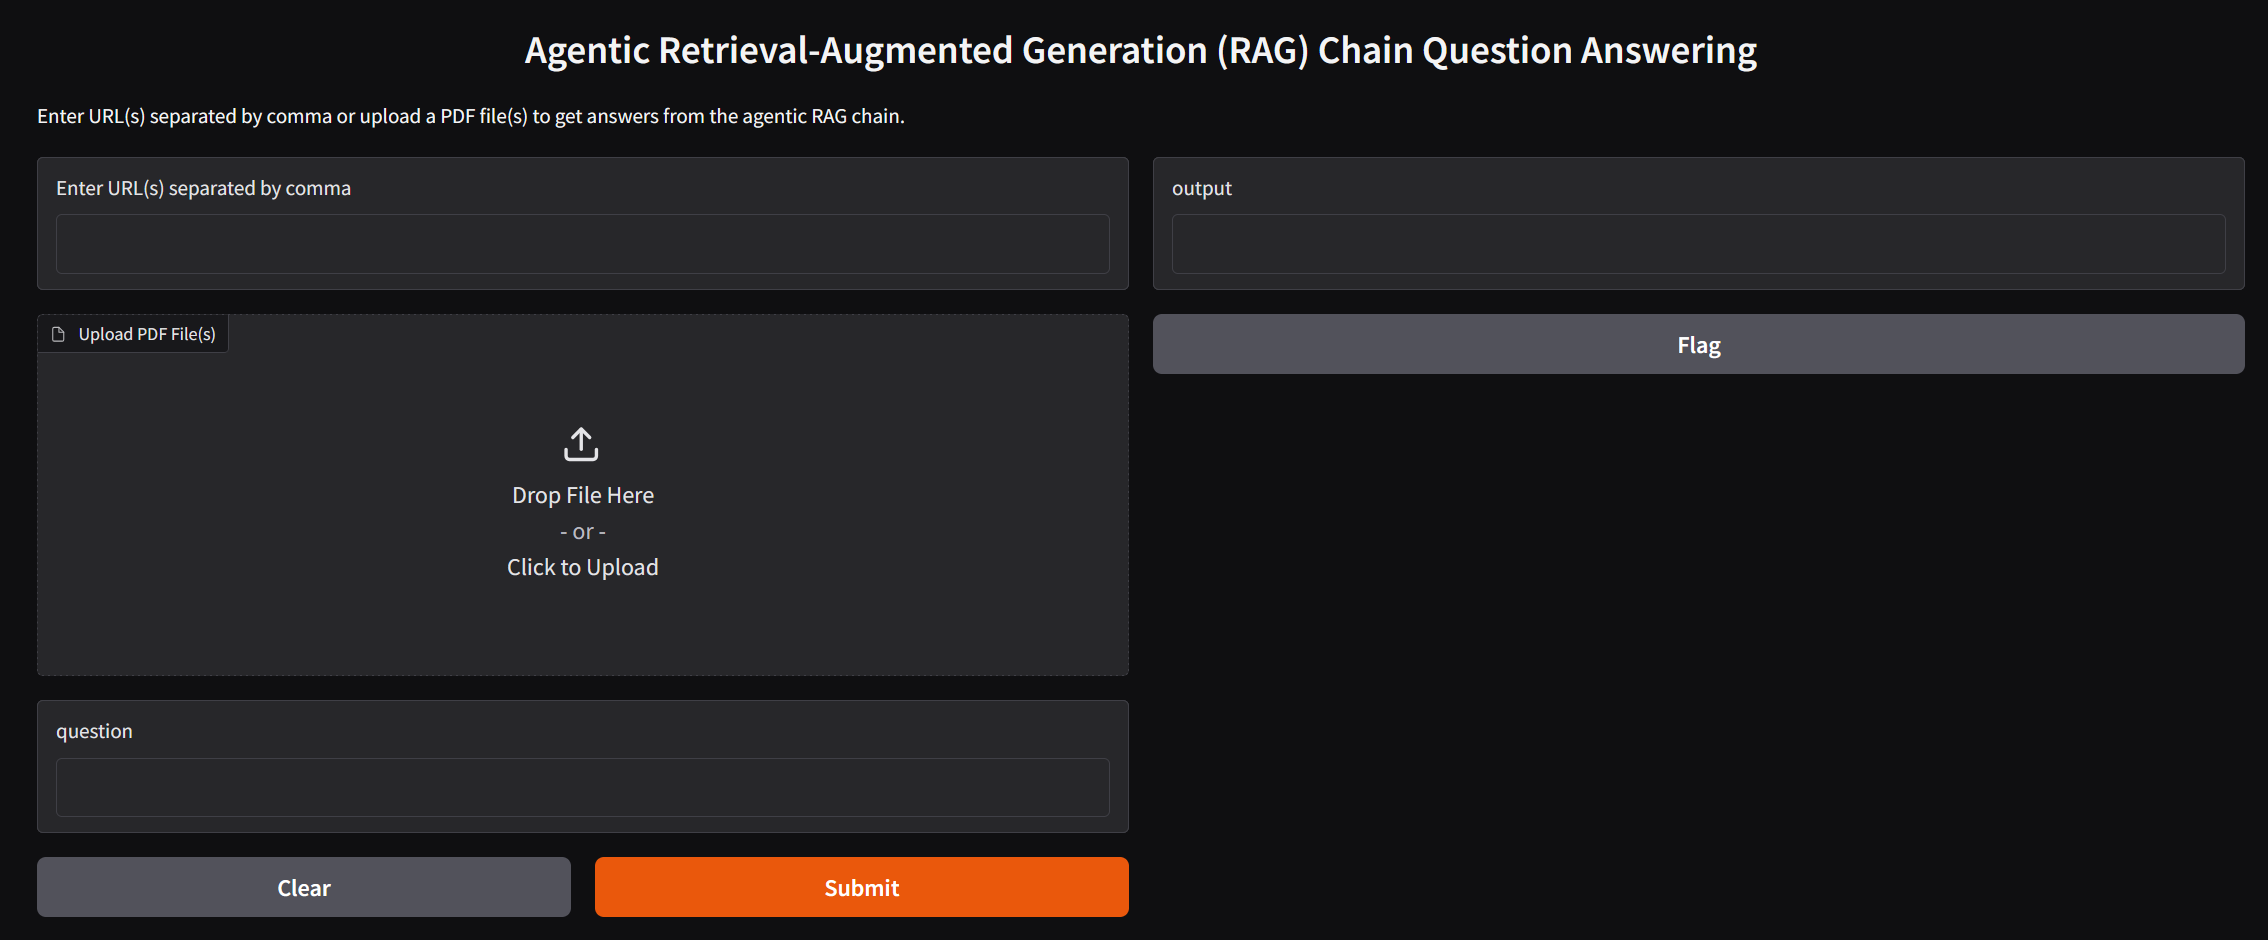 Agentic Retrieval-Augmented Generation (RAG) Chain Question Answering
Enter URL(s) separated by comma or upload a PDF file(s) to get answers from the agentic RAG chain.
Enter URL(s) separated by comma
output
Upload PDF File(s)
Flag
Drop File Here
- or -
Click to Upload
question
Clear
Submit